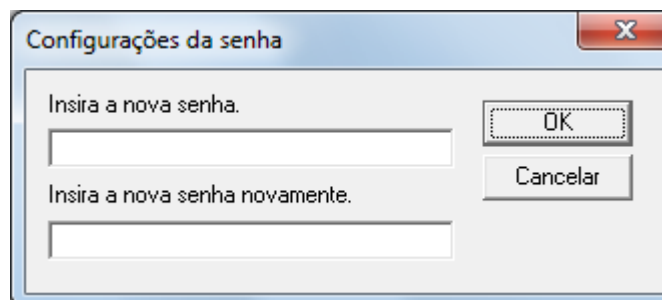 Configurações da senha
Insira a nova senha.
OK
Cancelar
Insira a nova senha novamente.